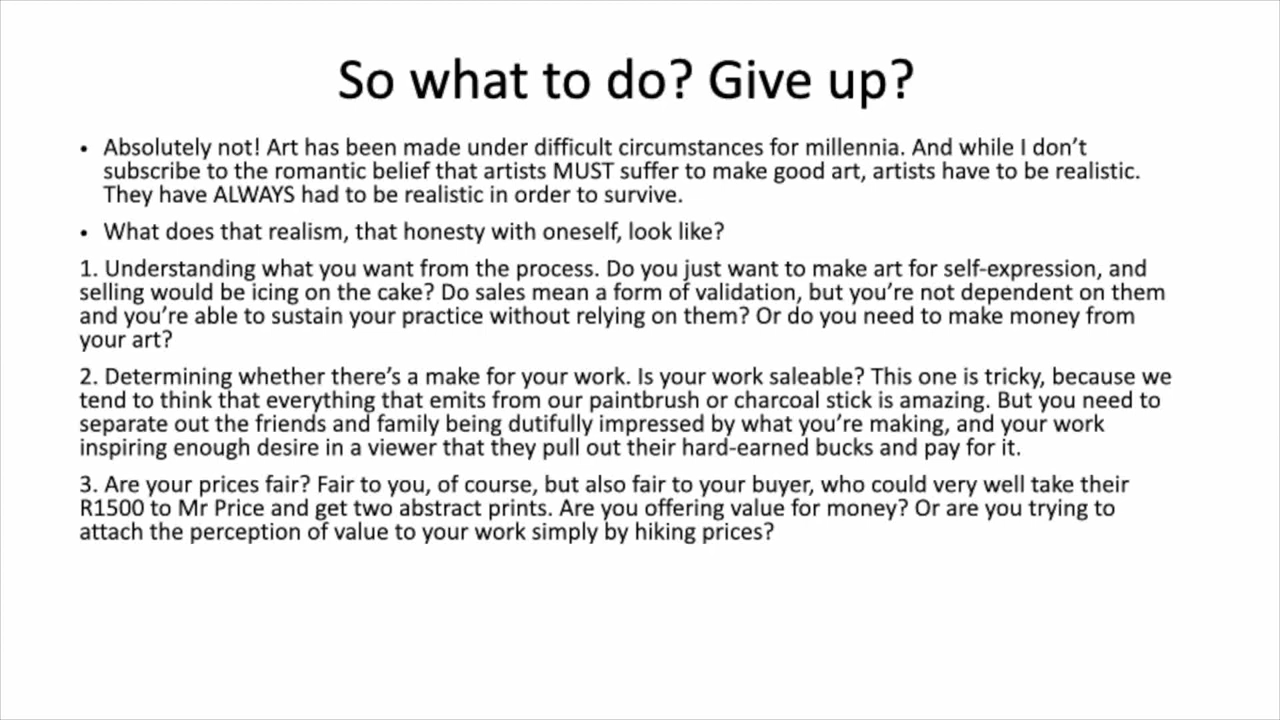 So what to do? Give up?
• Absolutely not! Art has been made under difficult circumstances for millennia. And while I don’t
subscribe to the romantic belief that artists MUST suffer to make good art, artists have to be realistic.
They have ALWAYS had to be realistic in order to survive.
• What does that realism, that honesty with oneself, look like?
1. Understanding what you want from the process. Do you just want to make art for self-expression, and
selling would be icing on the cake? Do sales mean a form of validation, but you’re not dependent on them
and you’re able to sustain your practice without relying on them? Or do you need to make money from
your art?
2. Determining whether there’s a make for your work. Is your work saleable? This one is tricky, because we
tend to think that everything that emits from our paintbrush or charcoal stick is amazing. But you need to
separate out the friends and family being dutifully impressed by what you’re making, and your work
inspiring enough desire in a viewer that they pull out their hard-earned bucks and pay for it.
3. Are your prices fair? Fair to you, of course, but also fair to your buyer, who could very well take their
R1500 to Mr Price and get two abstract prints. Are you offering value for money? Or are you trying to
attach the perception of value to your work simply by hiking prices?